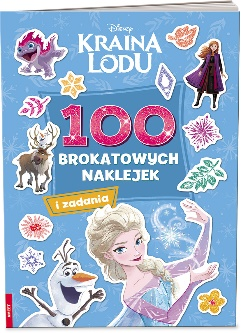 Disney
KRAINA
LODU
100
BROKATOWYCH
NAKLEJEK
i zadania